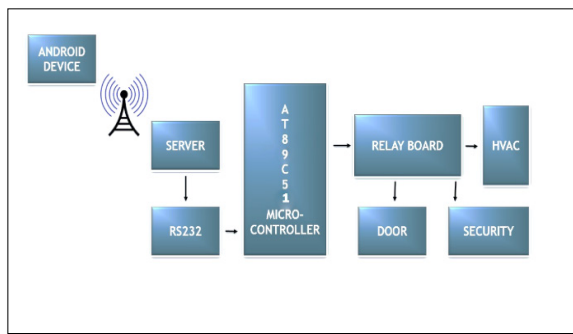 ANDROID
DEVICE
SERVER
RS232
A
T
8
9
C
5
1
MICRO-
CONTROLLER
RELAY BOARD
HVAC
DOOR
SECURITY